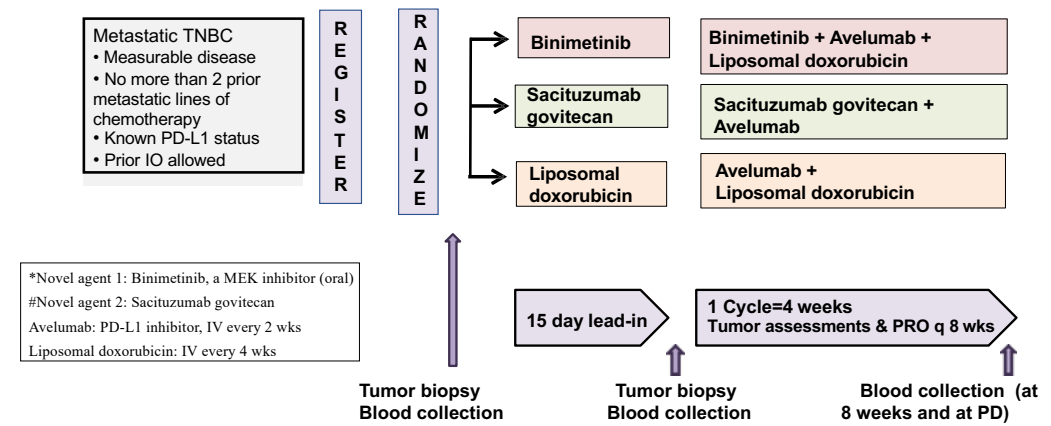 Metastatic TNBC
• Measurable disease
• No more than 2 prior
metastatic lines of
chemotherapy
• Known PD-L1 status
• Prior IO allowed
REGISTER
RANDOMIZE
Binimetinib
Binimetinib + Avelumab +
Liposomal doxorubicin
Sacituzumab
govitecan
Sacituzumab govitecan +
Avelumab
Liposomal
doxorubicin
Avelumab +
Liposomal doxorubicin
*Novel agent 1: Binimetinib, a MEK inhibitor (oral)
#Novel agent 2: Sacituzumab govitecan
Avelumab: PD-L1 inhibitor, IV every 2 wks
Liposomal doxorubicin: IV every 4 wks
15 day lead-in
1 Cycle=4 weeks
Tumor assessments & PRO q 8 wks
Tumor biopsy
Blood collection
Tumor biopsy
Blood collection
Blood collection (at
8 weeks and at PD)